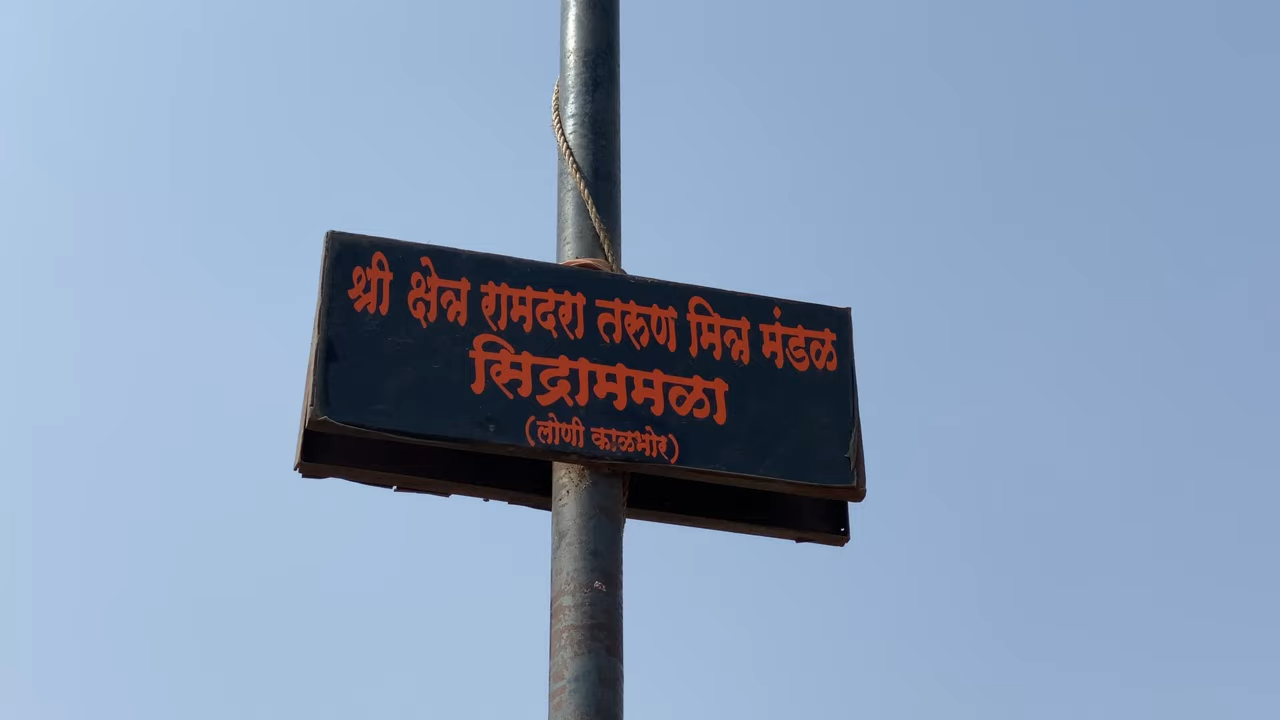 श्री क्षेत्र रामदरा तरुण मित्र मंडळ
सिद्राममळा
(लोणी काळभोर)